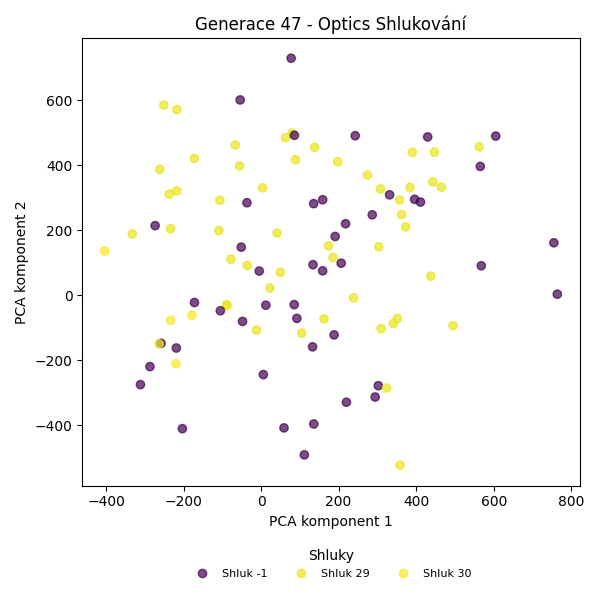 Generace 47 - Optics Shlukování
600
400
200
0
−200
−400
PCA komponent 2
−400
−200
0
200
400
600
800
PCA komponent 1
Shluky
Shluk -1
Shluk 29
Shluk 30